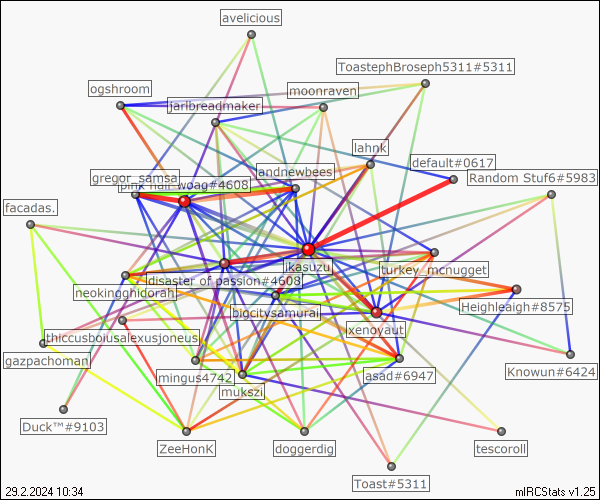 avelicious
ToastephBroseph5311#5311
ogshroom
moonraven
jarlbreadmaker
lahnk
default#0617
landnewbees
gregor_samsa
pink hair woag#4608
Random Stuf6#5983
facadas.
ikasuzu
turkey_mcnugget
disaster of passion#4608
neokingghidorah
bigcitysamurai
Heighleaigh#8575
xenovaut
thiccusboiusalexusjoneus
gazpachoman
mingus4742
asad#6947
Knowun#6424
mukszi
Duck™#9103
ZeeHonK
doggerdig
tescoroll
Toast#5311
29.2.2024 10:34
mIRCStats v1.25